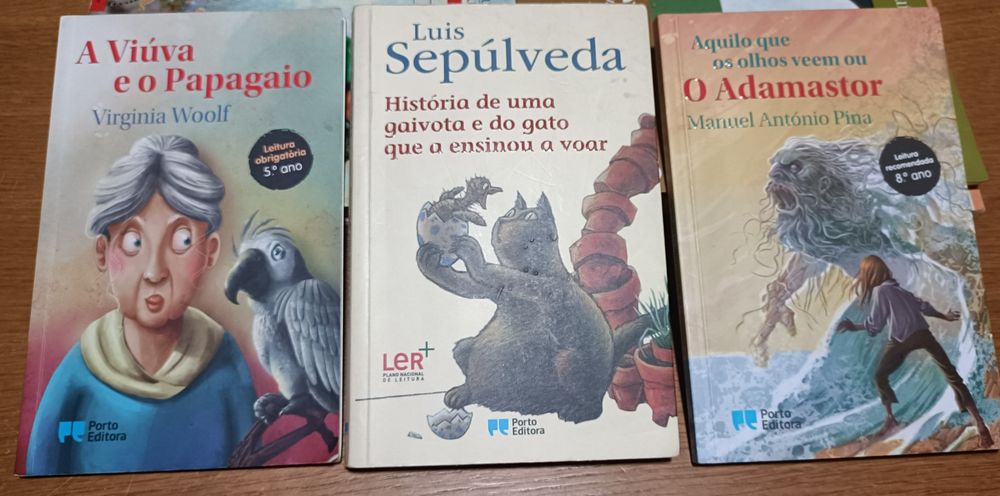 A Viúva
e o Papagaio
Virginia Woolf
Leitura
obrigatória
5.º ano
Porto
Editora
Luis
Sepúlveda
História de uma
gaivota e do gato
que a ensinou a voar
LER+
PLANO NACIONAL
DE LEITURA
Porto
Editora
Aquilo que
os olhos veem ou
O Adamastor
Manuel António Pina
Leitura
recomendada
8.º ano
Porto
Editora